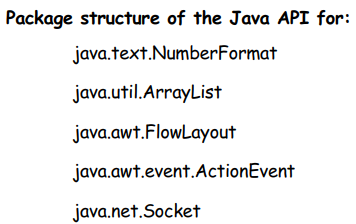 Package structure of the Java API for:
java.text.NumberFormat
java.util.ArrayList
java.awt.FlowLayout
java.awt.event.ActionEvent
java.net.Socket